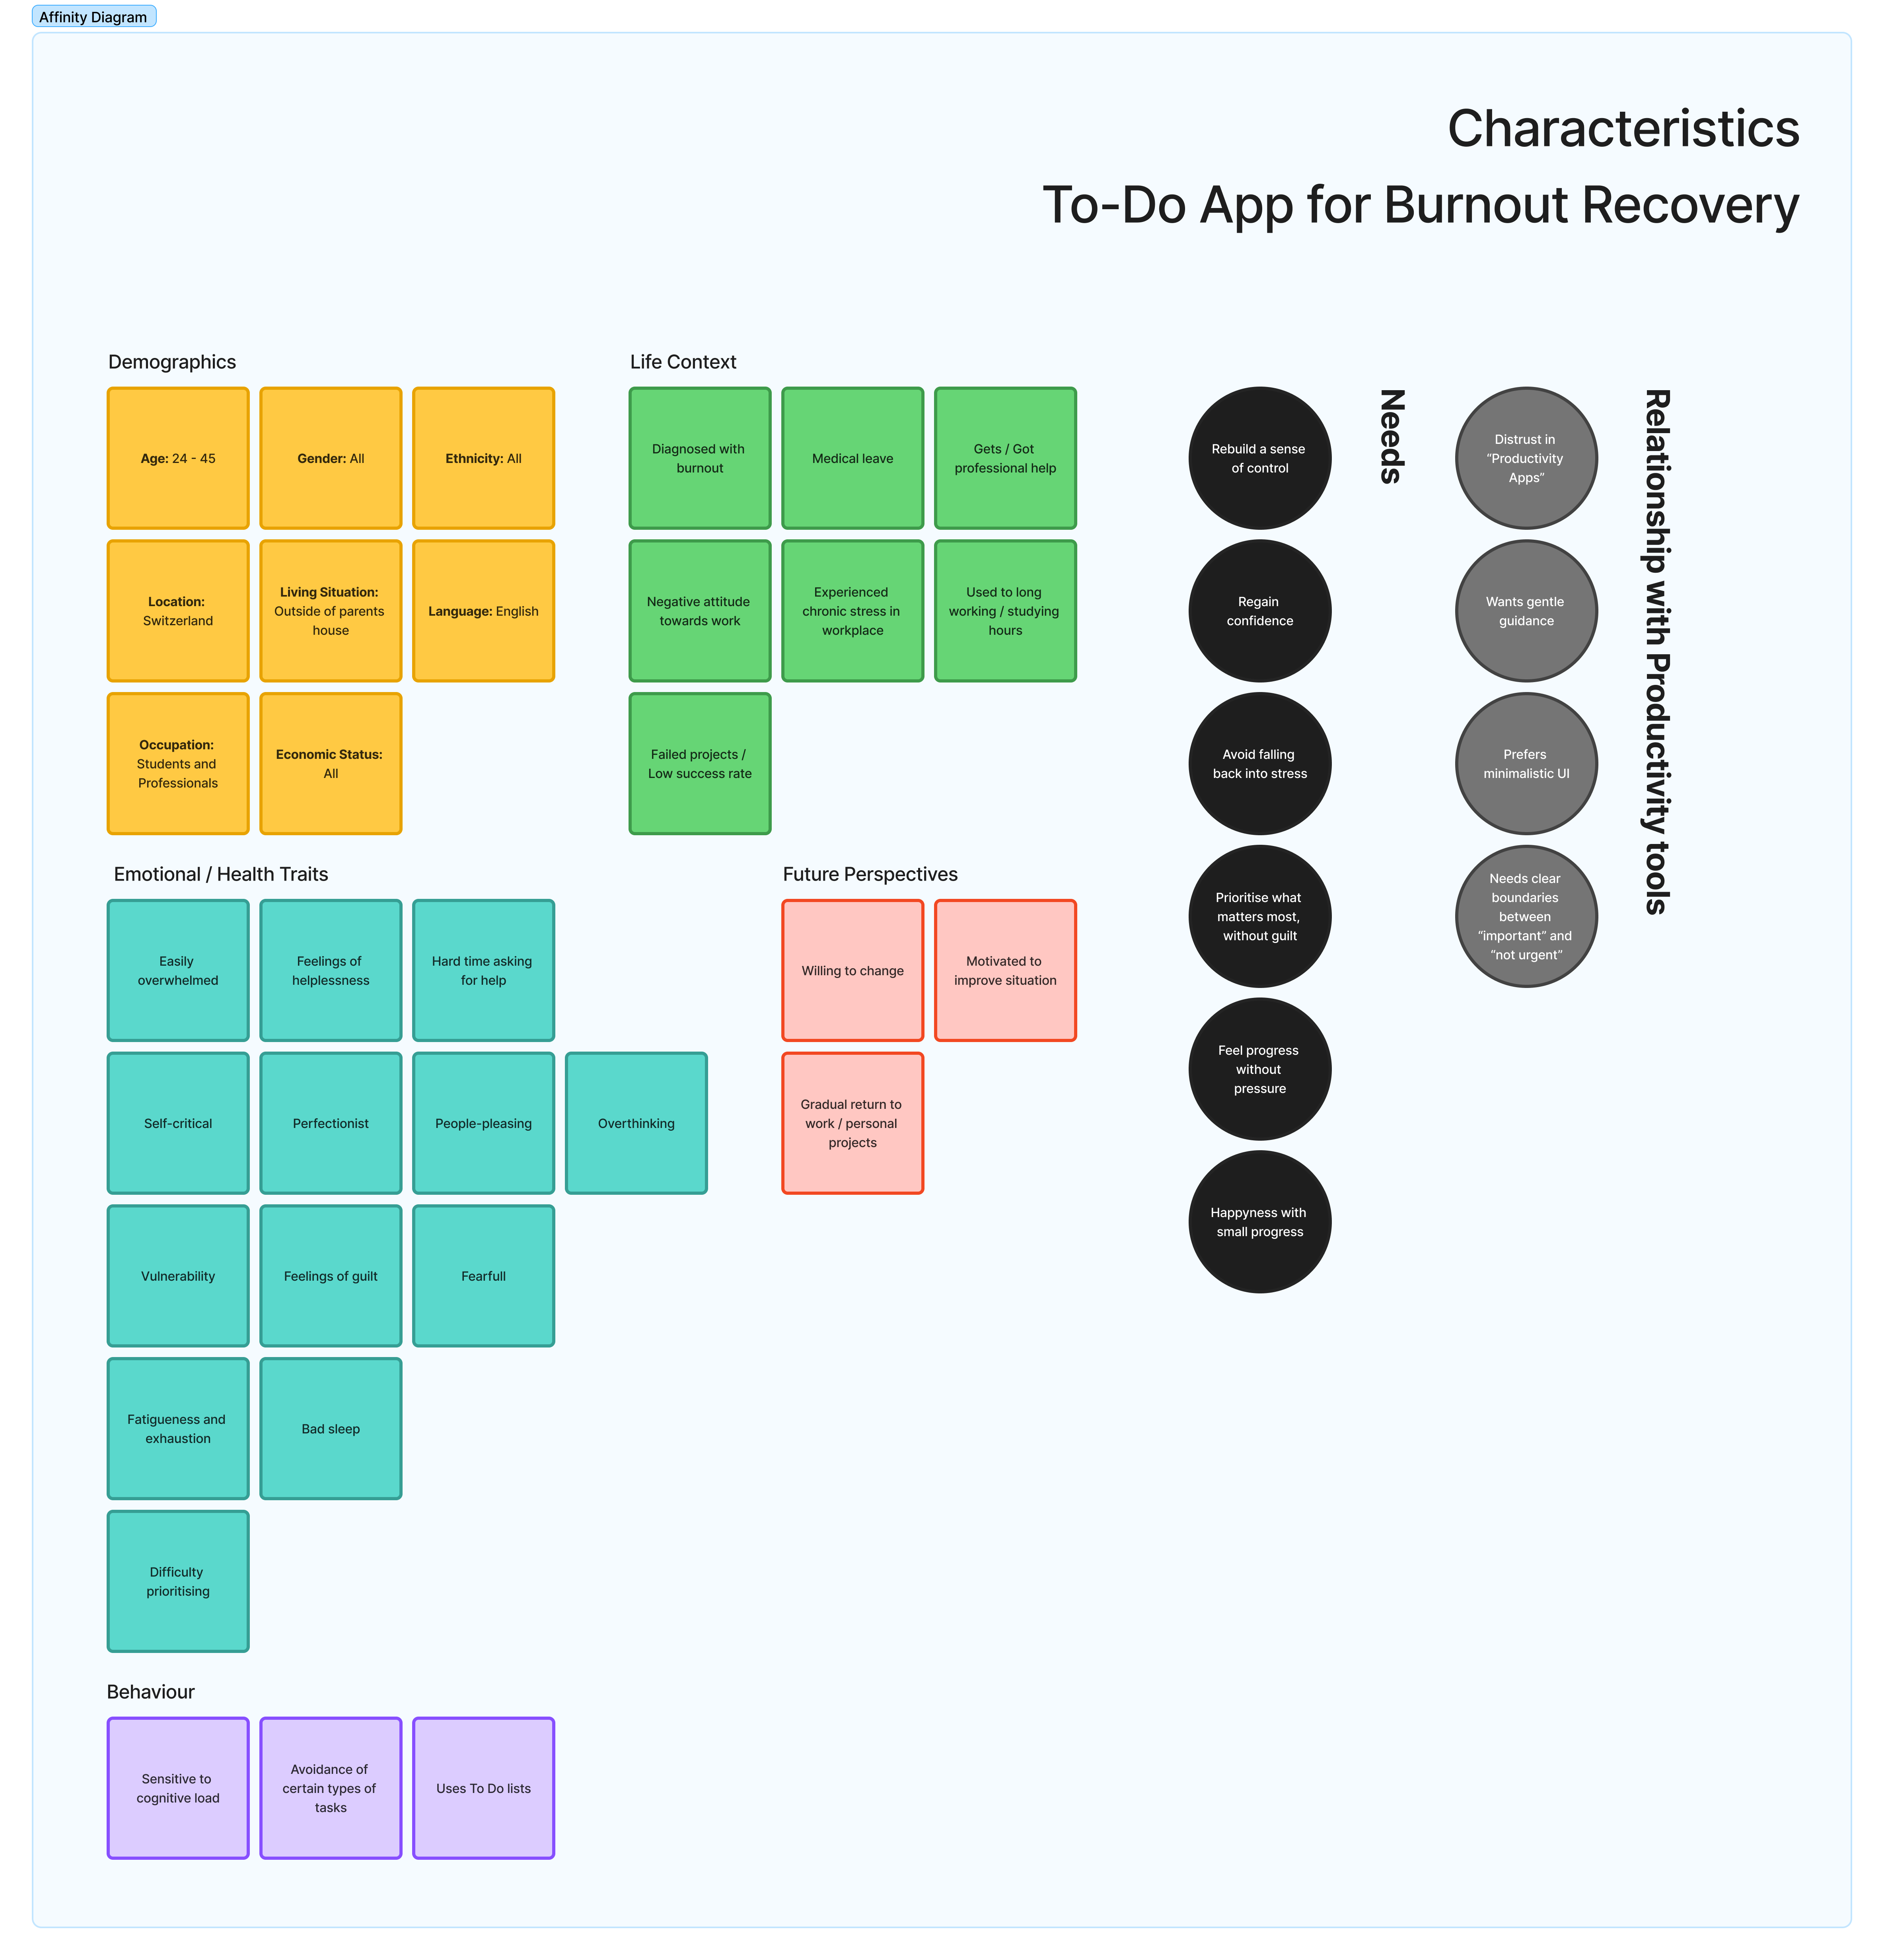 Affinity Diagram
Characteristics
To-Do App for Burnout Recovery
Demographics
Age: 24 - 45
Gender: All
Ethnicity: All
Location:
Switzerland
Living Situation:
Outside of parents
house
Language: English
Occupation:
Students and
Professionals
Economic Status:
All
Life Context
Diagnosed with
burnout
Medical leave
Gets / Got
professional help
Negative attitude
towards work
Experienced
chronic stress in
workplace
Used to long
working / studying
hours
Failed projects /
Low success rate
Emotional / Health Traits
Easily
overwhelmed
Feelings of
helplessness
Hard time asking
for help
Self-critical
Perfectionist
People-pleasing
Overthinking
Vulnerability
Feelings of guilt
Fearfull
Fatigueness and
exhaustion
Bad sleep
Difficulty
prioritising
Future Perspectives
Willing to change
Motivated to
improve situation
Gradual return to
work / personal
projects
Behaviour
Sensitive to
cognitive load
Avoidance of
certain types of
tasks
Uses To Do lists
Needs
Rebuild a sense
of control
Regain
confidence
Avoid falling
back into stress
Prioritise what
matters most,
without guilt
Feel progress
without
pressure
Happyness with
small progress
Relationship with Productivity tools
Distrust in
“Productivity
Apps”
Wants gentle
guidance
Prefers
minimalistic UI
Needs clear
boundaries
between
“important” and
“not urgent”